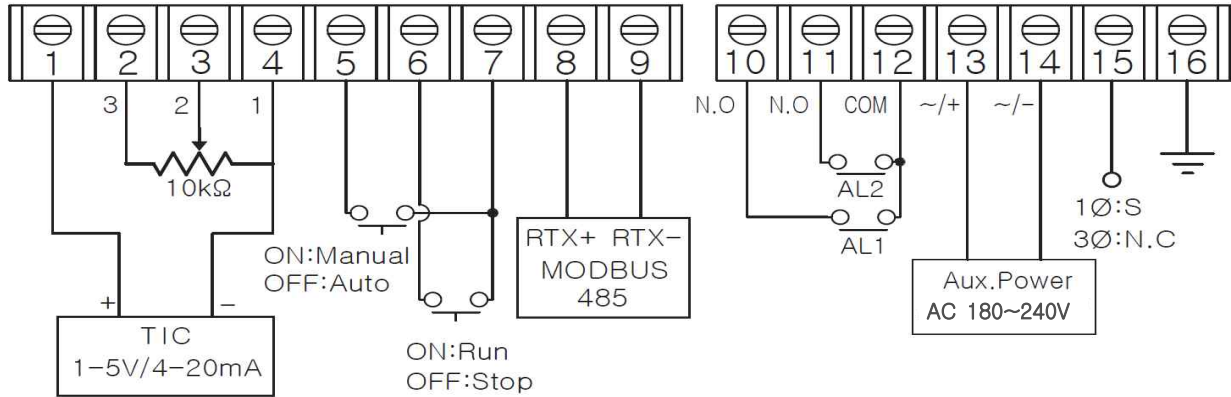 1 2 3 4 5 6 7 8 9 10 11 12 13 14 15 16
3 2 1 N.O N.O COM ~/+ ~/-
10kΩ
AL2
AL1
ON:Manual
OFF:Auto
RTX+ RTX-
MODBUS
485
1Ø:S
3Ø:N.C
Aux.Power
AC 180~240V
+ -
TIC
1-5V/4-20mA
ON:Run
OFF:Stop